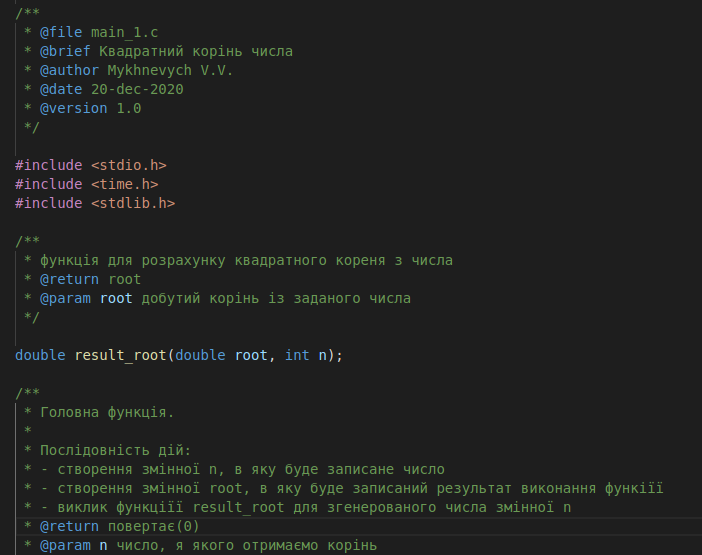 /**
 * @file main_1.c
 * @brief Квадратний корінь числа
 * @author Mykhnevych V.V.
 * @date 20-dec-2020
 * @version 1.0
 */
#include <stdio.h>
#include <time.h>
#include <stdlib.h>
/**
 * функція для розрахунку квадратного кореня з числа
 * @return root
 * @param root добутий корінь із заданого числа
 */
double result_root(double root, int n);
/**
 * Головна функція.
 *
 * Послідовність дій:
 * - створення змінної n, в яку буде записане число
 * - створення змінної root, в яку буде записаний результат виконання функіїї
 * - виклик функціїї result_root для згенерованого числа змінної n
 * @return повертає(0)
 * @param n число, я якого отримаємо корінь